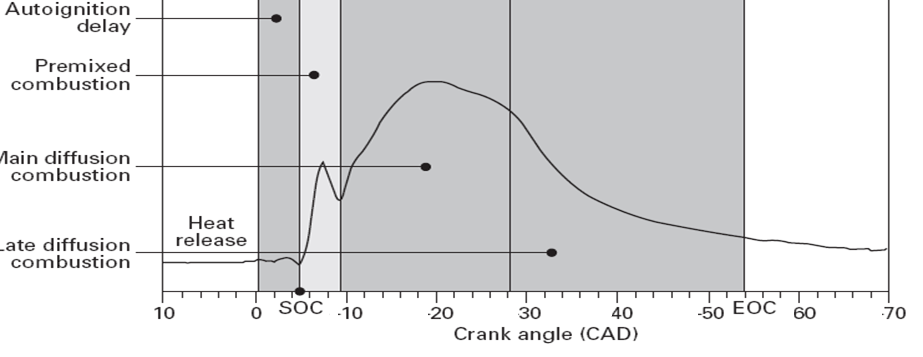 Autoignition
delay
Premixed
combustion
Main diffusion
combustion
Heat
release
Late diffusion
combustion
10 0 SOC -10 -20 30 40 -50 EOC 60 -70
Crank angle (CAD)